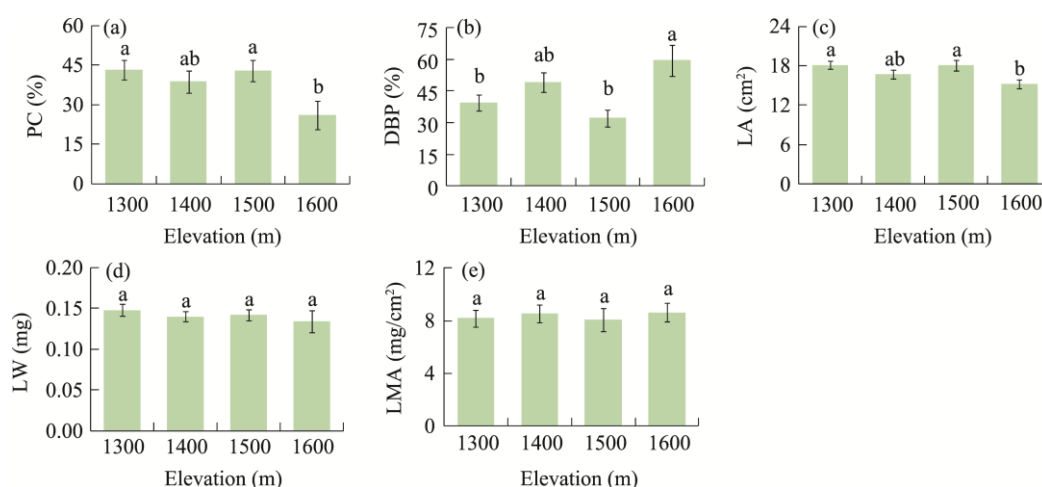 (a)
60
45
30
15
0
PC (%)
a
ab
a
b
1300 1400 1500 1600
Elevation (m)
(b)
75
60
45
30
15
0
DBP (%)
b
ab
b
a
1300 1400 1500 1600
Elevation (m)
(c)
24
18
12
6
0
LA (cm²)
a
ab
a
b
1300 1400 1500 1600
Elevation (m)
(d)
0.20
0.15
0.10
0.05
0.00
LW (mg)
a
a
a
a
1300 1400 1500 1600
Elevation (m)
(e)
12
8
4
0
LMA (mg/cm²)
a
a
a
a
1300 1400 1500 1600
Elevation (m)